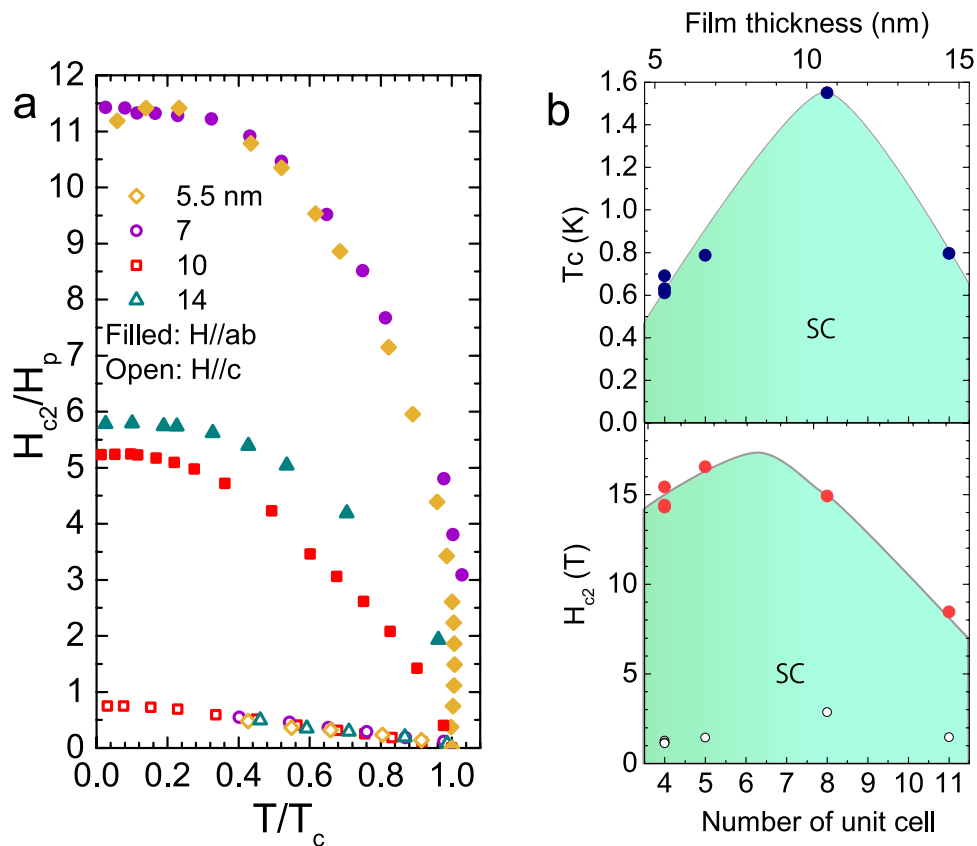 a
12
11
10
9
8
7
6
5
4
3
2
1
0
H_c2/H_p
5.5 nm
7
10
14
Filled: H//ab
Open: H//c
0.0 0.2 0.4 0.6 0.8 1.0
T/T_c
b
Film thickness (nm)
5 10 15
1.6
1.4
1.2
1.0
0.8
0.6
0.4
0.2
0.0
Tc (K)
SC
15
10
5
0
H_c2 (T)
SC
4 5 6 7 8 9 10 11
Number of unit cell